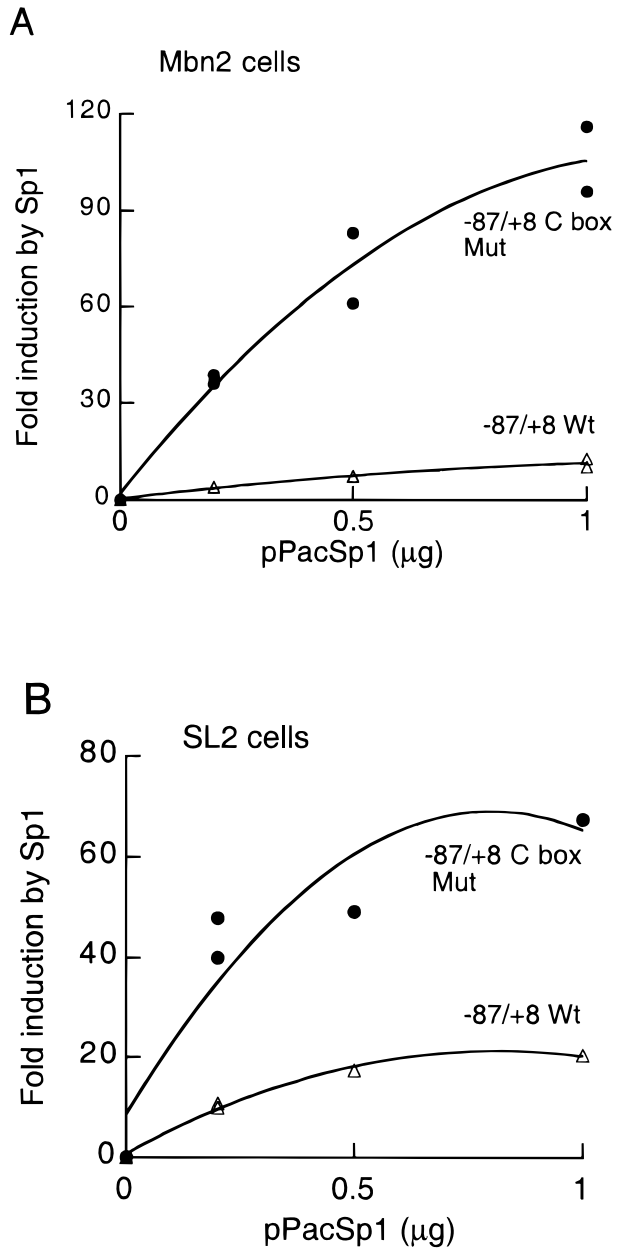 A
Mbn2 cells
120
90
60
30
0
Fold induction by Sp1
-87/+8 C box
Mut
-87/+8 Wt
0 0.5 1
pPacSp1 (μg)
B
SL2 cells
80
60
40
20
0
Fold induction by Sp1
-87/+8 C box
Mut
-87/+8 Wt
0 0.5 1
pPacSp1 (μg)